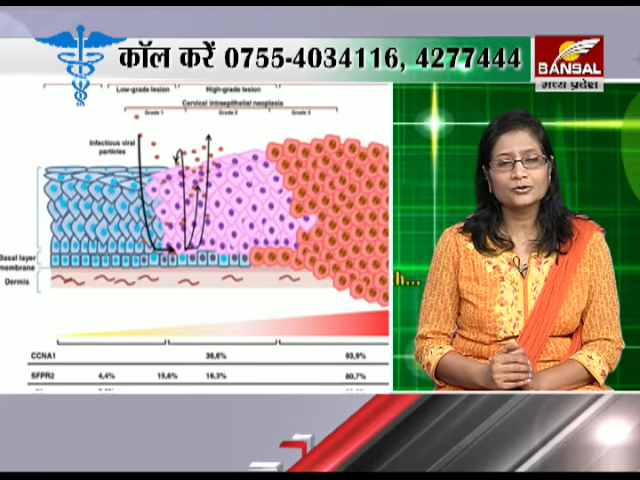 कॉल करें 0755-4034116, 4277444
BANSAL
मध्य प्रदेश
Low-grade lesion High-grade lesion
Cervical intraepithelial neoplasia
Grade 1 Grade 2 Grade 3
Infectious viral
particles
Basal layer
membrane
Dermis
CCNA1 36,6% 93,9%
SFPR2 4,4% 15,6% 16,3% 80,7%